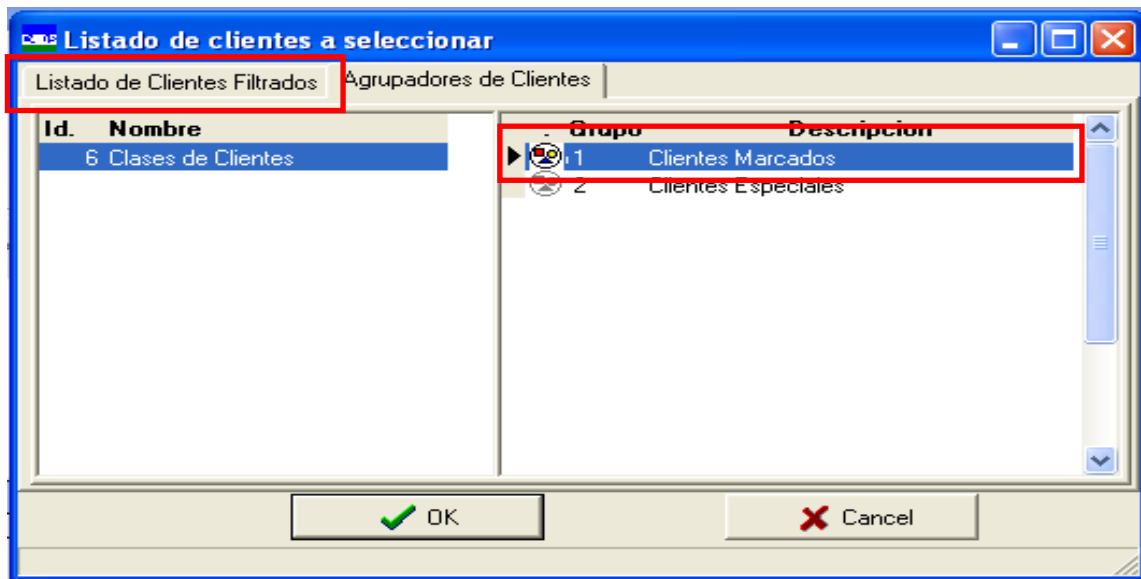 Listado de clientes a seleccionar
Listado de Clientes Filtrados Agrupadores de Clientes
Id. Nombre . Grupo Descripcion
6 Clases de Clientes 1 Clientes Marcados
2 Clientes Especiales
OK Cancel